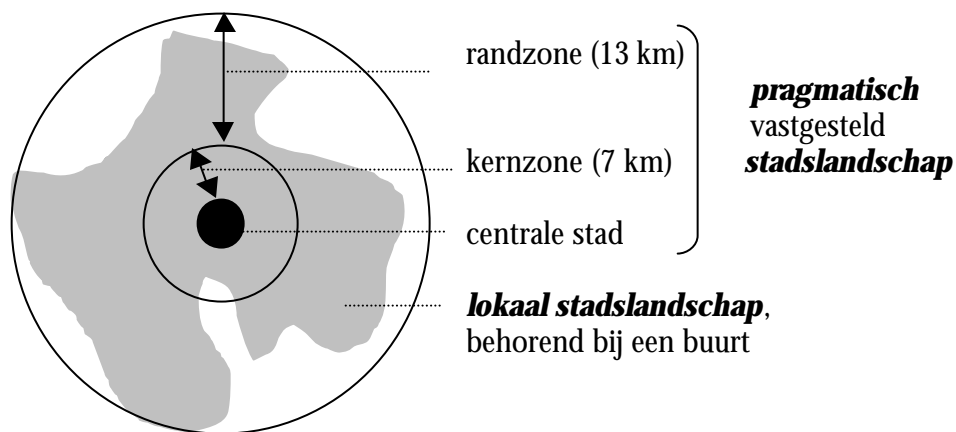 randzone (13 km)
pragmatisch
vastgesteld
stadslandschap
kernzone (7 km)
centrale stad
lokaal stadslandschap,
behorend bij een buurt